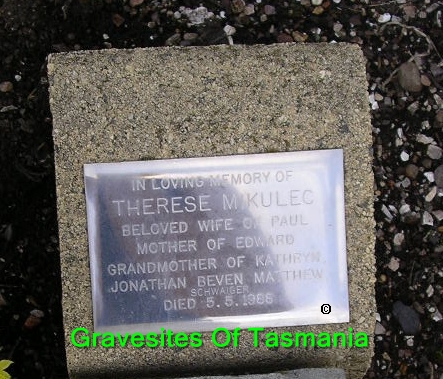 IN LOVING MEMORY OF
THERESE MIKULEC
BELOVED WIFE OF PAUL
MOTHER OF EDWARD
GRANDMOTHER OF KATHRYN
JONATHAN BEVEN MATTHEW
SCHWAIGER
DIED 5.5.1986
©
Gravesites Of Tasmania